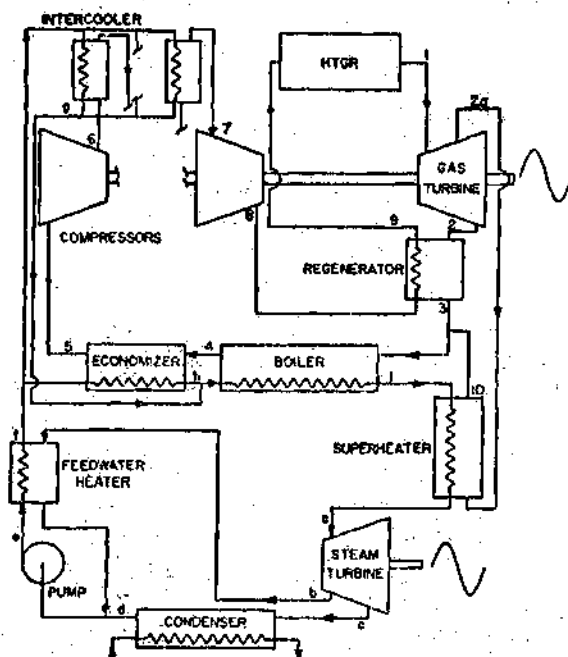 INTERCOOLER
HTGR
1
2a
g
6
7
GAS
TURBINE
COMPRESSORS
8
9
2
REGENERATOR
3
5
ECONOMIZER
4
BOILER
h
i
10
SUPERHEATER
f
FEEDWATER
HEATER
e
PUMP
a
STEAM
TURBINE
b
c
d
CONDENSER